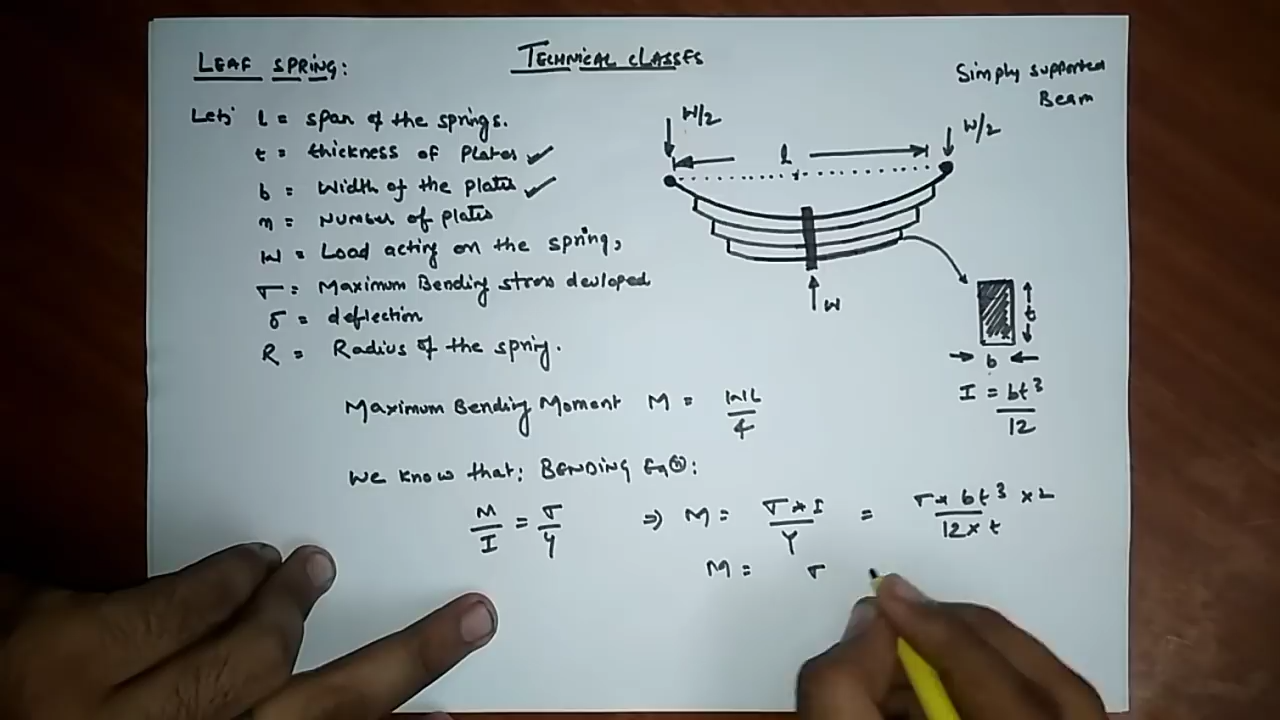 TECHNICAL CLASSES
LEAF SPRING:
Simply supported
Beam
Let; l = span of the springs.
t = thickness of plates ✓
b = Width of the plates ✓
n = Number of plates
W = Load acting on the spring,
σ = Maximum Bending stress devloped
δ = deflection
R = Radius of the spring.
W/2
W/2
l
W
t
b
I = bt³
12
Maximum Bending Moment M = WL
4
We know that; BENDING Eqⁿ:
M = σ ⇒ M = σ × I = σ × bt³ × 2
I Y Y 12 × t
M = σ